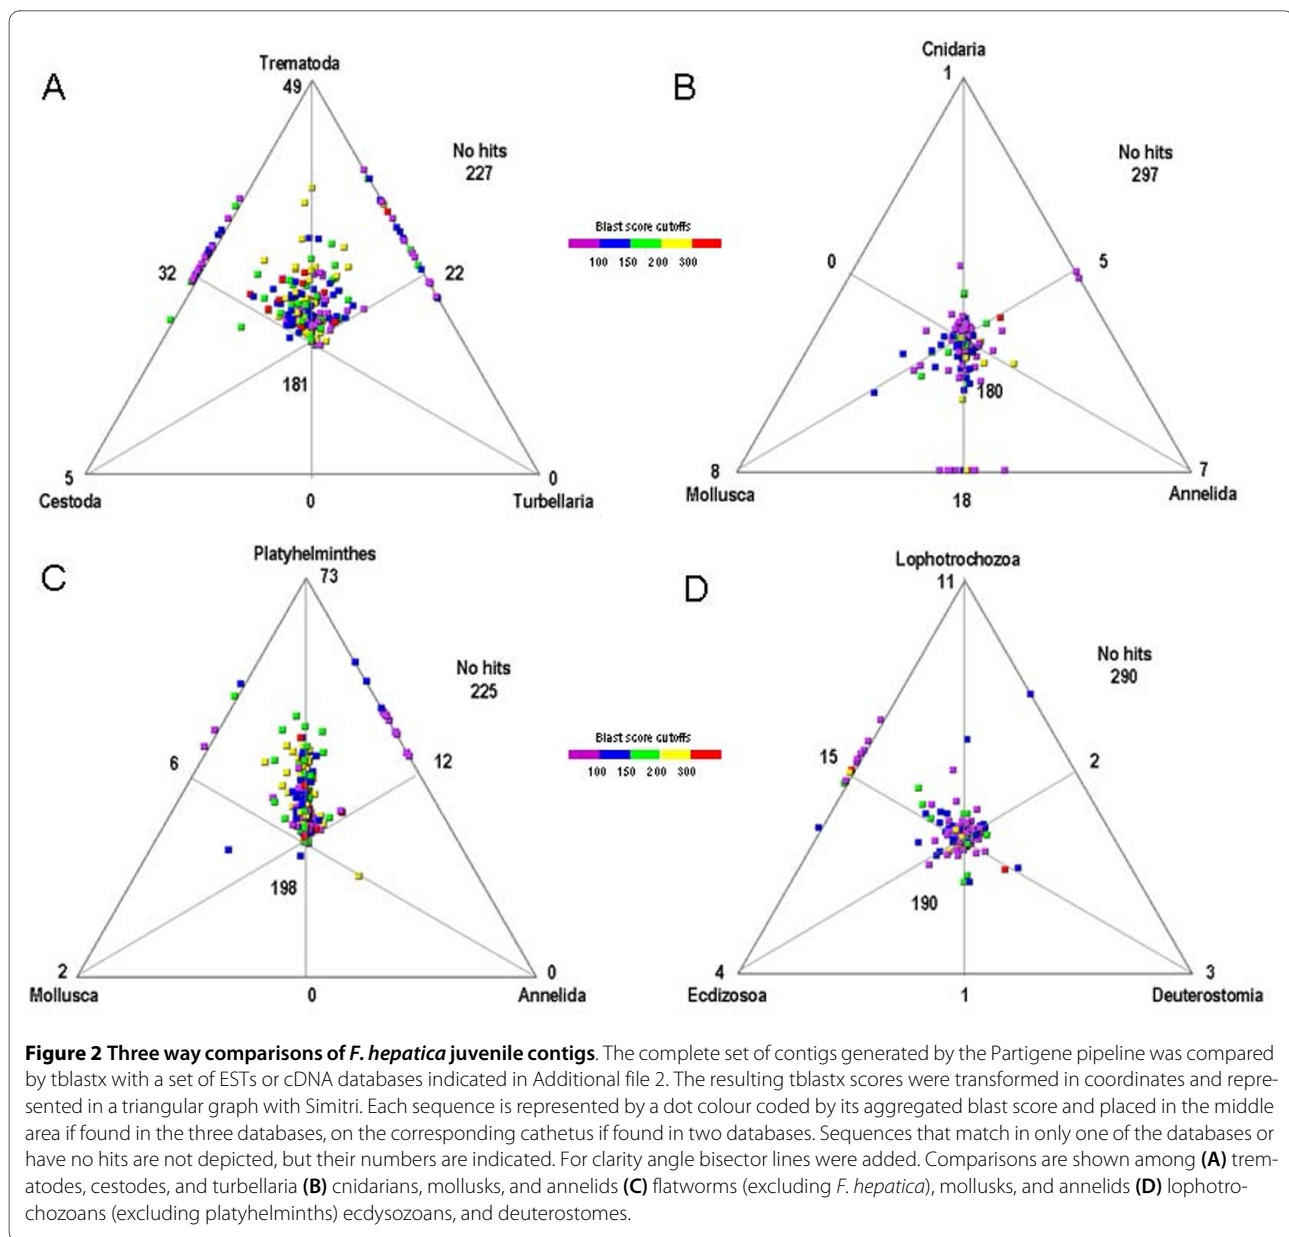 A
Trematoda
49
No hits
227
32
22
181
5
0
Cestoda
0
Turbellaria
B
Cnidaria
1
No hits
297
0
5
180
8
7
Mollusca
18
Annelida
Blast score cutoffs
100 150 200 300
C
Platyhelminthes
73
No hits
225
6
12
198
2
0
Mollusca
0
Annelida
D
Lophotrochozoa
11
No hits
290
15
2
190
4
3
Ecdizosoa
1
Deuterostomia
Blast score cutoffs
100 150 200 300
Figure 2 Three way comparisons of F. hepatica juvenile contigs. The complete set of contigs generated by the Partigene pipeline was compared
by tblastx with a set of ESTs or cDNA databases indicated in Additional file 2. The resulting tblastx scores were transformed in coordinates and repre-
sented in a triangular graph with Simitri. Each sequence is represented by a dot colour coded by its aggregated blast score and placed in the middle
area if found in the three databases, on the corresponding cathetus if found in two databases. Sequences that match in only one of the databases or
have no hits are not depicted, but their numbers are indicated. For clarity angle bisector lines were added. Comparisons are shown among (A) trem-
atodes, cestodes, and turbellaria (B) cnidarians, mollusks, and annelids (C) flatworms (excluding F. hepatica), mollusks, and annelids (D) lophotro-
chozoans (excluding platyhelminths) ecdysozoans, and deuterostomes.